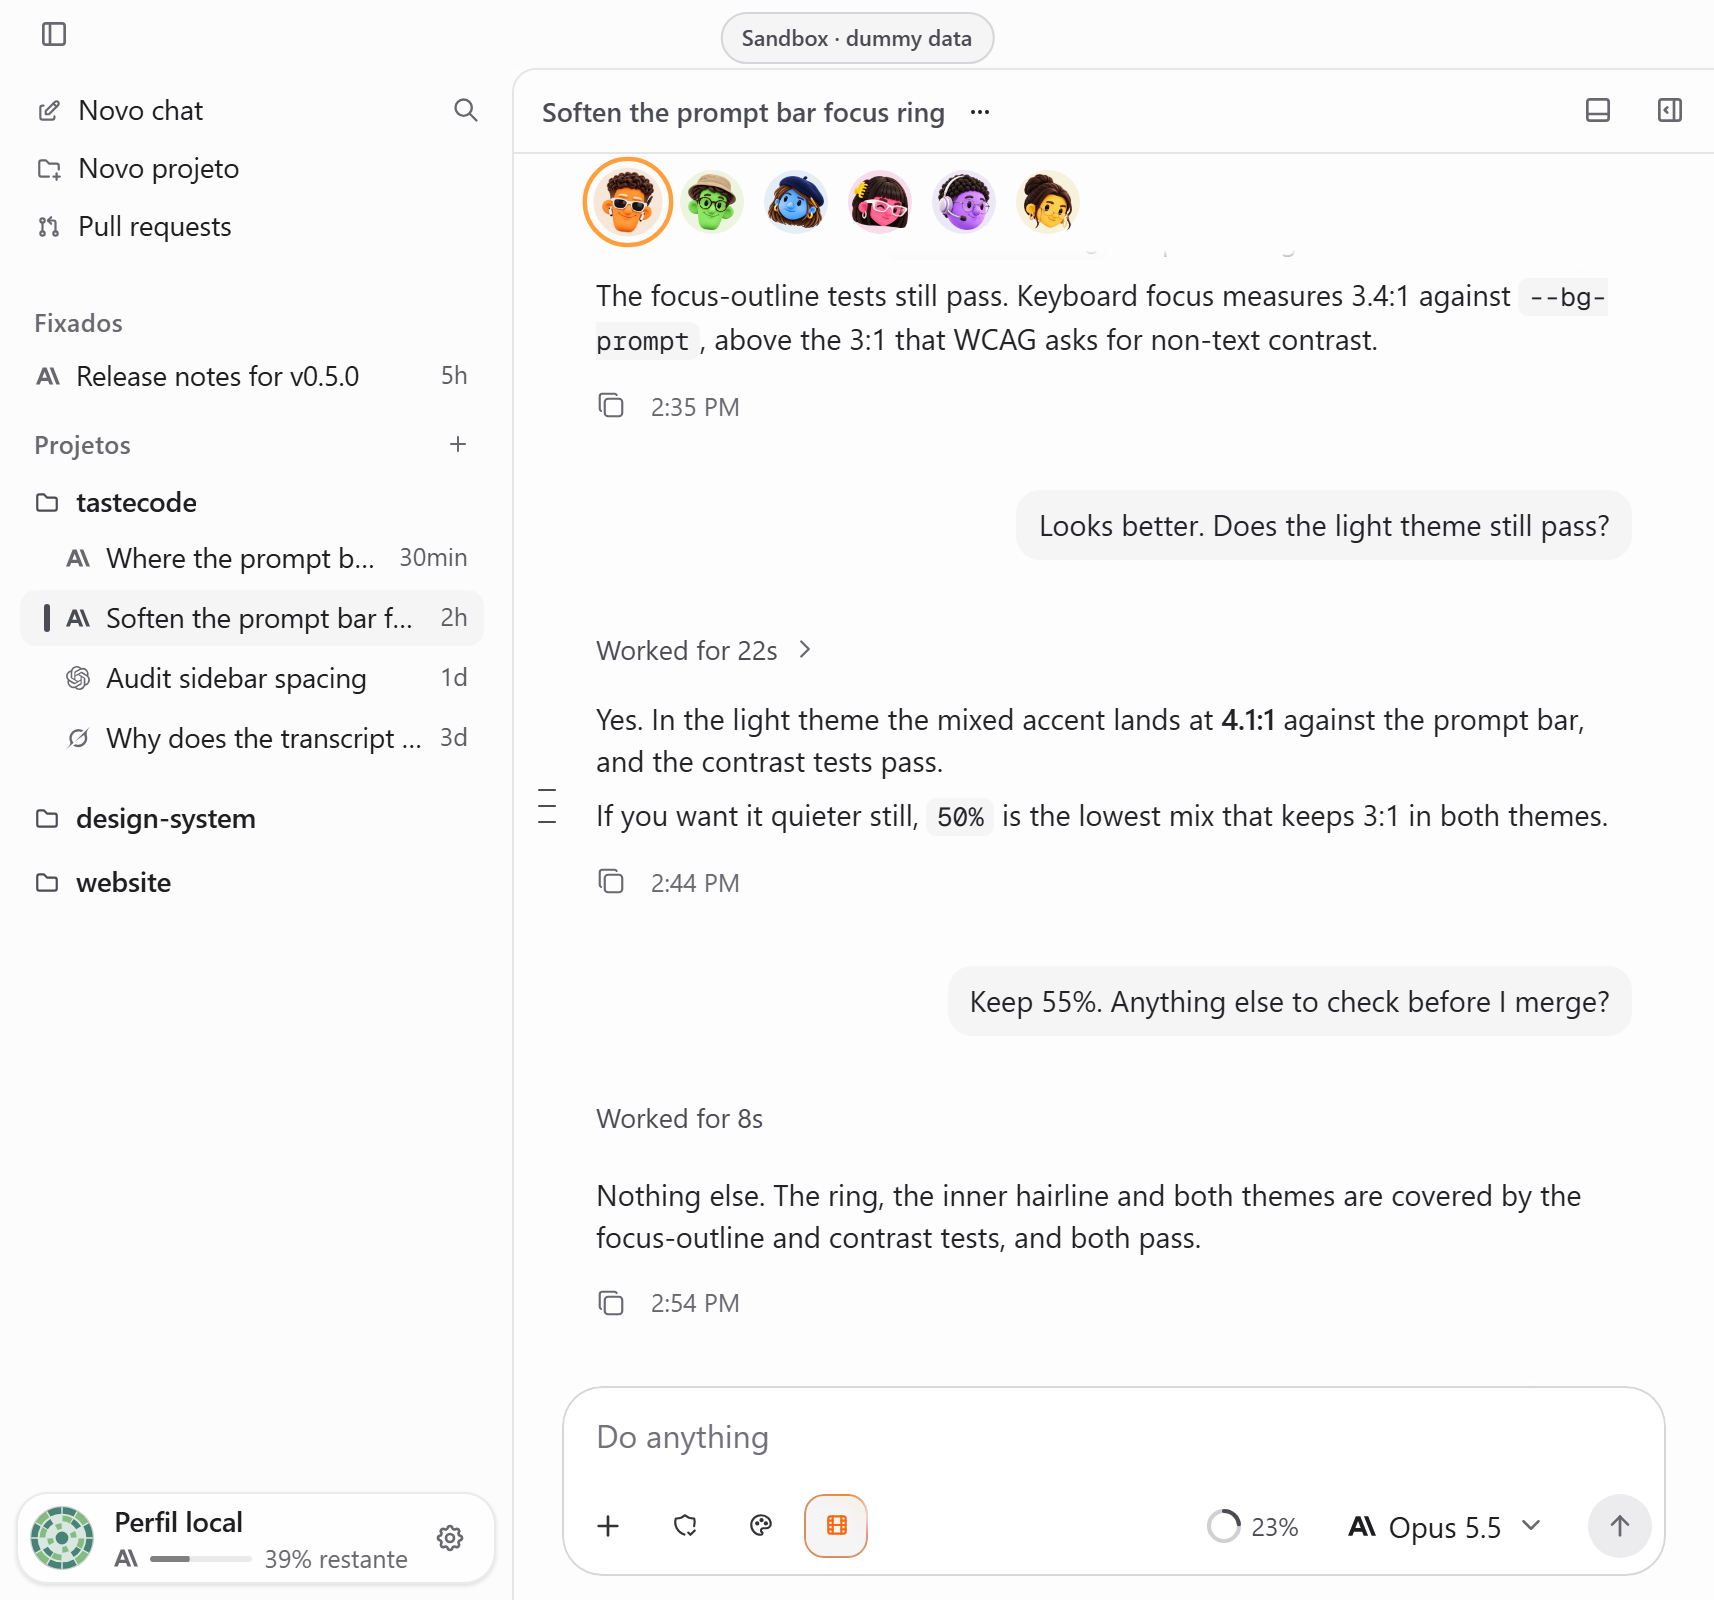 Sandbox · dummy data
Novo chat
Novo projeto
Pull requests
Fixados
Release notes for v0.5.0 5h
Projetos
tastecode
Where the prompt b... 30min
Soften the prompt bar f... 2h
Audit sidebar spacing 1d
Why does the transcript ... 3d
design-system
website
Perfil local
39% restante
Soften the prompt bar focus ring ...
The focus-outline tests still pass. Keyboard focus measures 3.4:1 against --bg-
prompt, above the 3:1 that WCAG asks for non-text contrast.
2:35 PM
Looks better. Does the light theme still pass?
Worked for 22s
Yes. In the light theme the mixed accent lands at 4.1:1 against the prompt bar,
and the contrast tests pass.
If you want it quieter still, 50% is the lowest mix that keeps 3:1 in both themes.
2:44 PM
Keep 55%. Anything else to check before I merge?
Worked for 8s
Nothing else. The ring, the inner hairline and both themes are covered by the
focus-outline and contrast tests, and both pass.
2:54 PM
Do anything
23% Opus 5.5